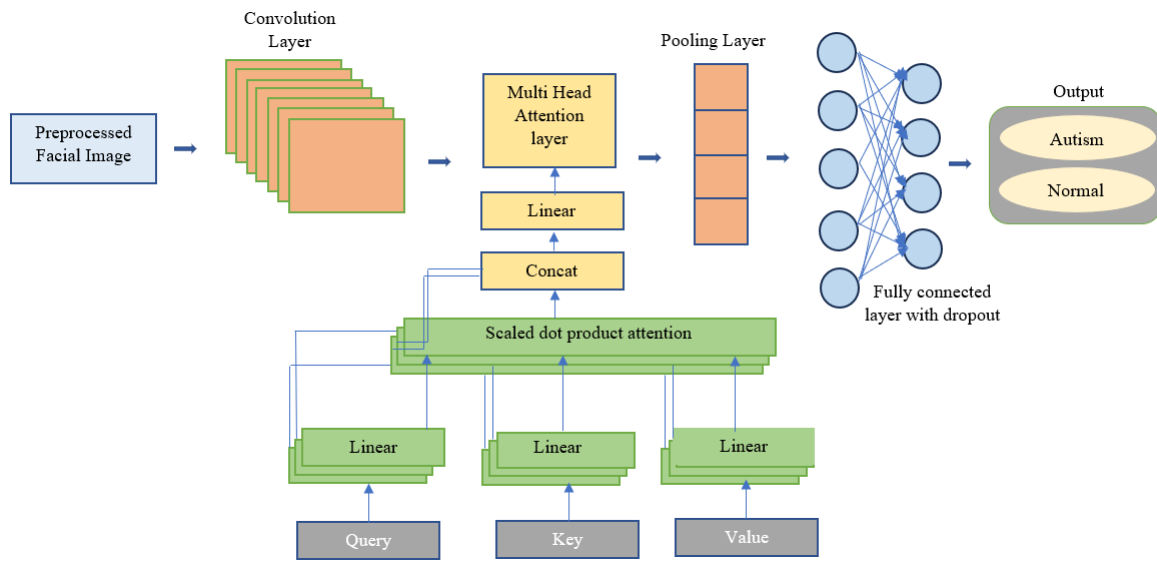 Convolution
Layer
Pooling Layer
Output
Preprocessed
Facial Image
Multi Head
Attention
layer
Autism
Normal
Linear
Concat
Fully connected
layer with dropout
Scaled dot product attention
Linear
Linear
Linear
Query
Key
Value